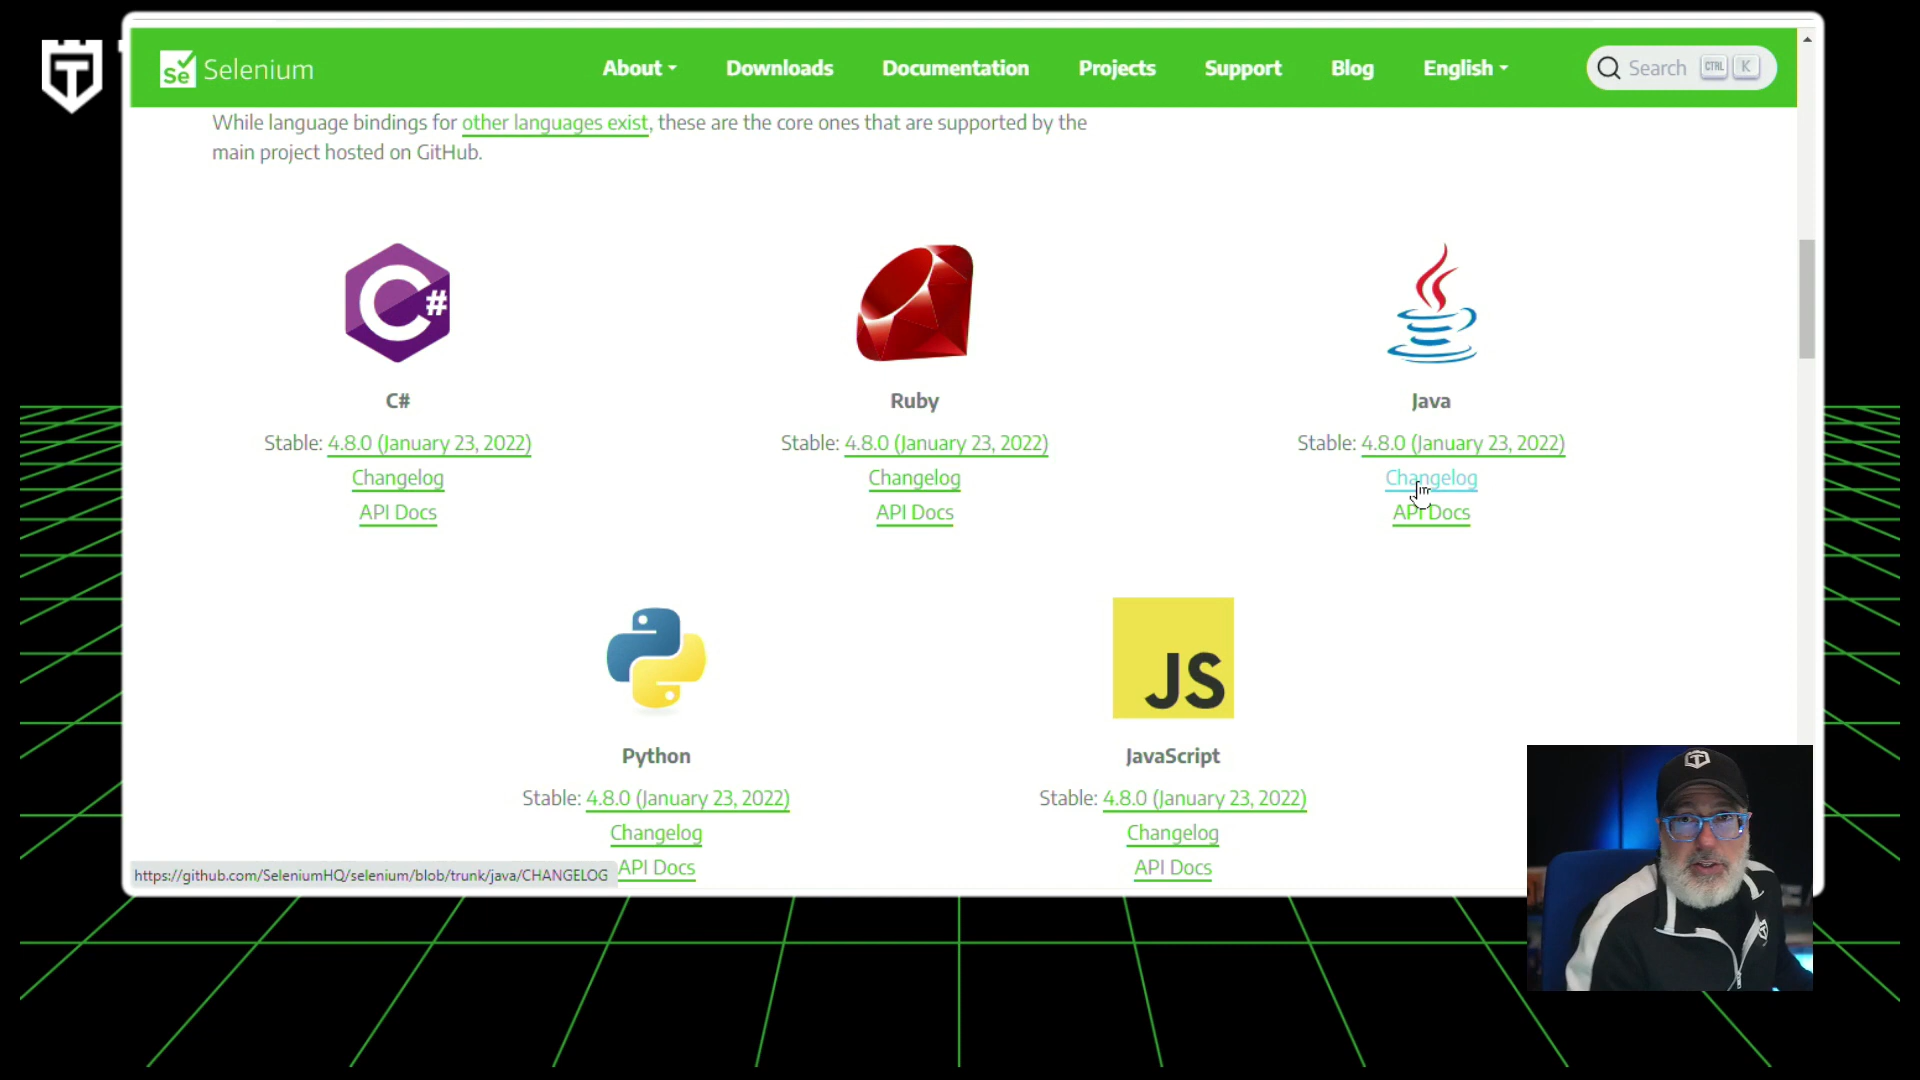 T
Se Selenium
About
Downloads
Documentation
Projects
Support
Blog
English
Search CTRL K
While language bindings for other languages exist, these are the core ones that are supported by the
main project hosted on GitHub.
C#
C#
Stable: 4.8.0 (January 23, 2022)
Changelog
API Docs
Ruby
Stable: 4.8.0 (January 23, 2022)
Changelog
API Docs
Java
Stable: 4.8.0 (January 23, 2022)
Changelog
API Docs
Python
Stable: 4.8.0 (January 23, 2022)
Changelog
API Docs
JS
JavaScript
Stable: 4.8.0 (January 23, 2022)
Changelog
API Docs
https://github.com/SeleniumHQ/selenium/blob/trunk/java/CHANGELOG
T